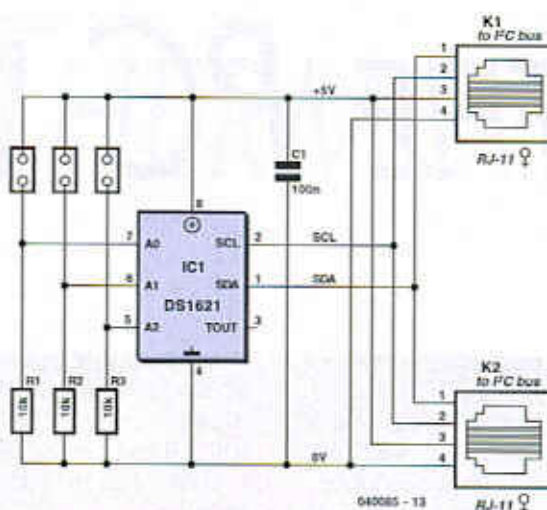 K1
to I²C bus
1
2
3
4
RJ-11
+5V
C1
100n
8
7
A0
SCL
2
SCL
IC1
6
A1
SDA
1
SDA
DS1621
5
A2
TOUT
3
4
R1
R2
R3
10k
10k
10k
K2
to I²C bus
1
2
3
4
RJ-11
0V
040085 - 13